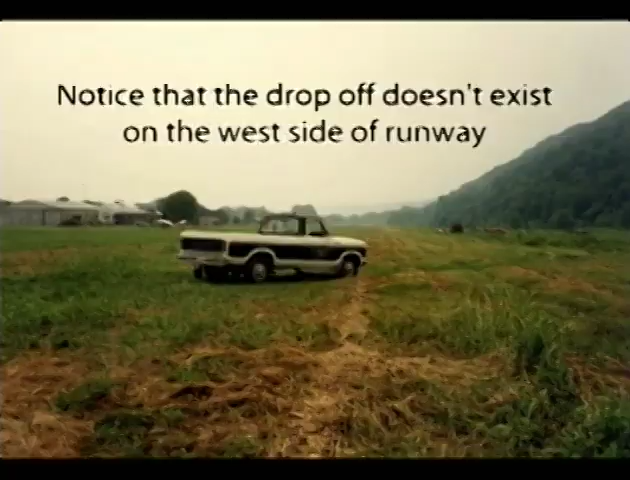 Notice that the drop off doesn't exist
on the west side of runway